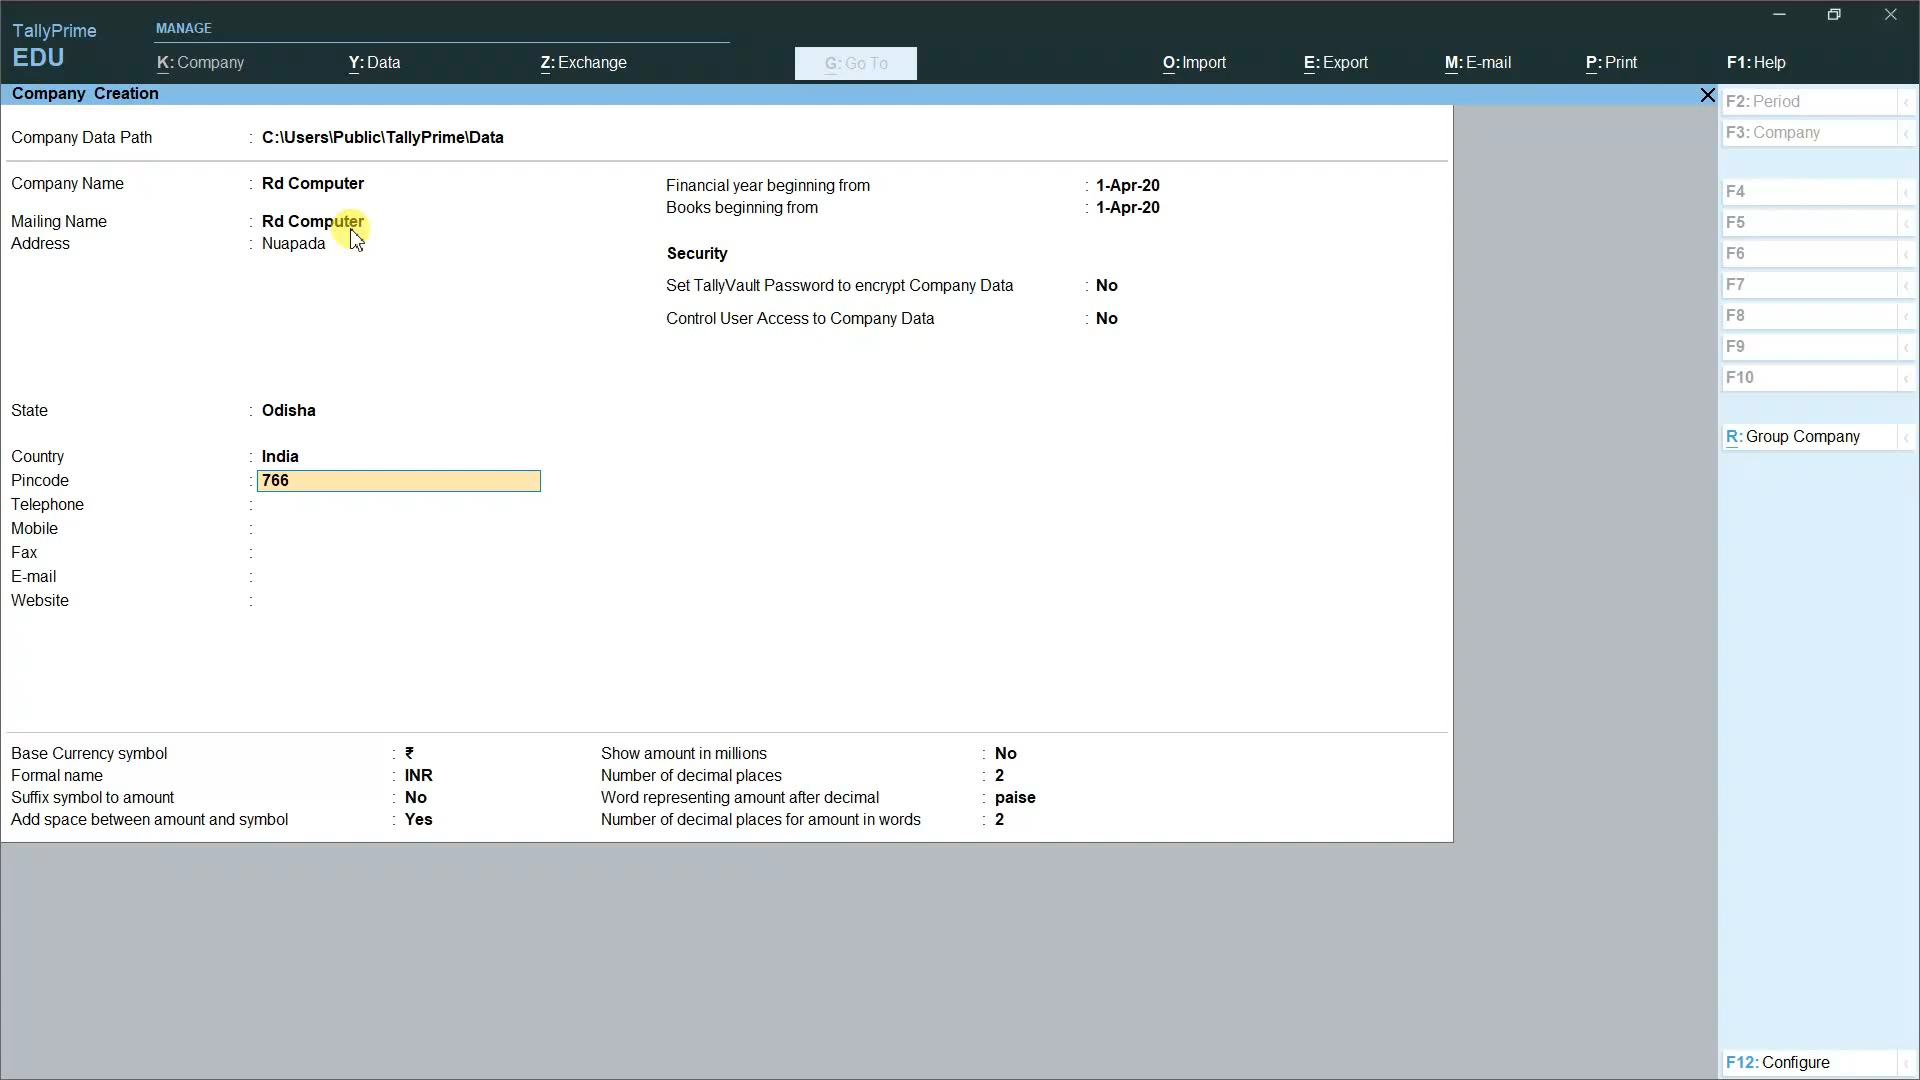 TallyPrime
EDU
MANAGE
K: Company
Y: Data
Z: Exchange
G: Go To
O: Import
E: Export
M: E-mail
P: Print
F1: Help
Company Creation
Company Data Path : C:\Users\Public\TallyPrime\Data
Company Name : Rd Computer
Mailing Name : Rd Computer
Address : Nuapada
State : Odisha
Country : India
Pincode : 766
Telephone :
Mobile :
Fax :
E-mail :
Website :
Financial year beginning from : 1-Apr-20
Books beginning from : 1-Apr-20
Security
Set TallyVault Password to encrypt Company Data : No
Control User Access to Company Data : No
Base Currency symbol : ₹
Formal name : INR
Suffix symbol to amount : No
Add space between amount and symbol : Yes
Show amount in millions : No
Number of decimal places : 2
Word representing amount after decimal : paise
Number of decimal places for amount in words : 2
F2: Period
F3: Company
F4
F5
F6
F7
F8
F9
F10
R: Group Company
F12: Configure